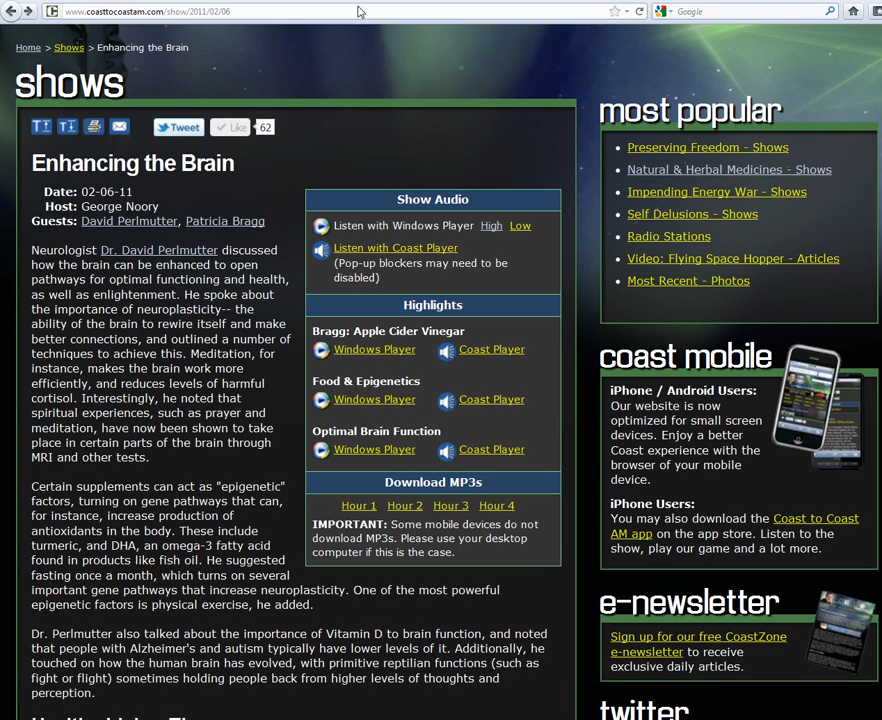 www.coasttocoastam.com/show/2011/02/06
Google
Home > Shows > Enhancing the Brain
shows
Tweet
Like
62
Enhancing the Brain
Date: 02-06-11
Host: George Noory
Guests: David Perlmutter, Patricia Bragg
Neurologist Dr. David Perlmutter discussed
how the brain can be enhanced to open
pathways for optimal functioning and health,
as well as enlightenment. He spoke about
the importance of neuroplasticity-- the
ability of the brain to rewire itself and make
better connections, and outlined a number of
techniques to achieve this. Meditation, for
instance, makes the brain work more
efficiently, and reduces levels of harmful
cortisol. Interestingly, he noted that
spiritual experiences, such as prayer and
meditation, have now been shown to take
place in certain parts of the brain through
MRI and other tests.
Certain supplements can act as "epigenetic"
factors, turning on gene pathways that can,
for instance, increase production of
antioxidants in the body. These include
turmeric, and DHA, an omega-3 fatty acid
found in products like fish oil. He suggested
fasting once a month, which turns on several
important gene pathways that increase neuroplasticity. One of the most powerful
epigenetic factors is physical exercise, he added.
Dr. Perlmutter also talked about the importance of Vitamin D to brain function, and noted
that people with Alzheimer's and autism typically have lower levels of it. Additionally, he
touched on how the human brain has evolved, with primitive reptilian functions (such as
fight or flight) sometimes holding people back from higher levels of thoughts and
perception.
Show Audio
Listen with Windows Player High Low
Listen with Coast Player
(Pop-up blockers may need to be
disabled)
Highlights
Bragg: Apple Cider Vinegar
Windows Player Coast Player
Food & Epigenetics
Windows Player Coast Player
Optimal Brain Function
Windows Player Coast Player
Download MP3s
Hour 1 Hour 2 Hour 3 Hour 4
IMPORTANT: Some mobile devices do not
download MP3s. Please use your desktop
computer if this is the case.
most popular
Preserving Freedom - Shows
Natural & Herbal Medicines - Shows
Impending Energy War - Shows
Self Delusions - Shows
Radio Stations
Video: Flying Space Hopper - Articles
Most Recent - Photos
coast mobile
iPhone / Android Users:
Our website is now
optimized for small screen
devices. Enjoy a better
Coast experience with the
browser of your mobile
device.
iPhone Users:
You may also download the Coast to Coast
AM app on the app store. Listen to the
show, play our game and a lot more.
e-newsletter
Sign up for our free CoastZone
e-newsletter to receive
exclusive daily articles.
twitter